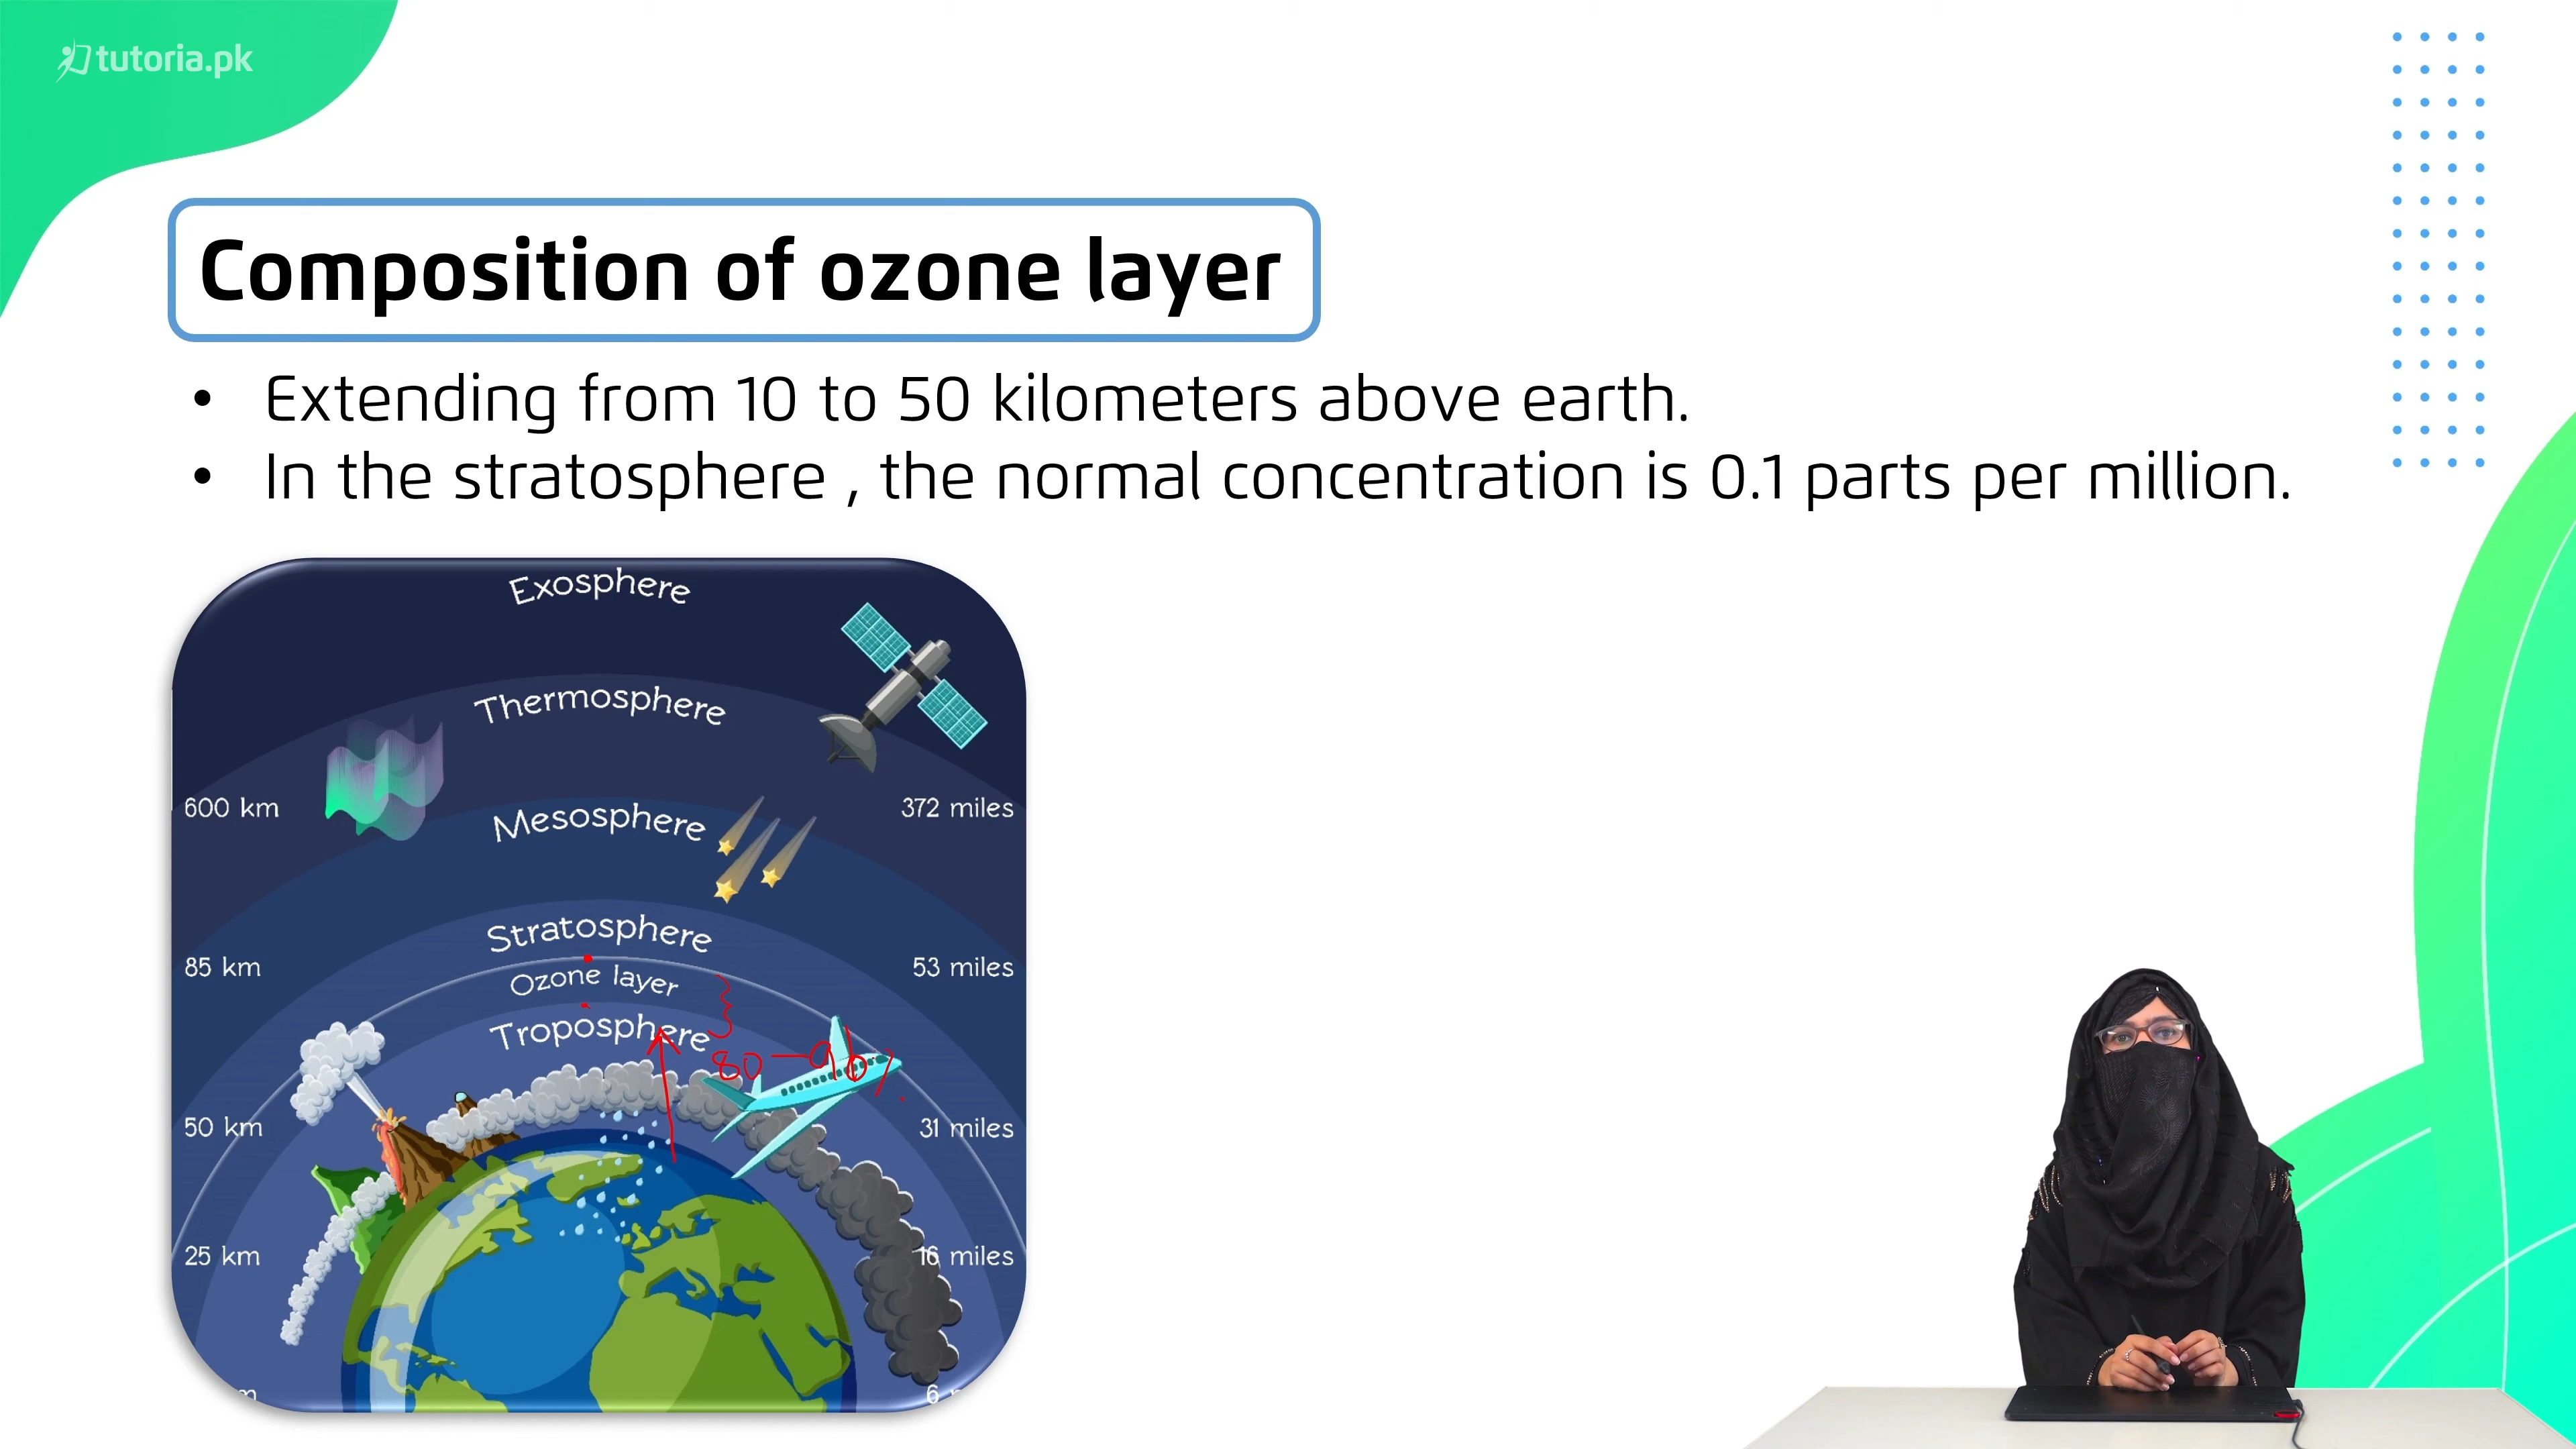 tutoria.pk
Composition of ozone layer
• Extending from 10 to 50 kilometers above earth.
• In the stratosphere , the normal concentration is 0.1 parts per million.
Exosphere
Thermosphere
600 km
372 miles
Mesosphere
Stratosphere
85 km
53 miles
Ozone layer
Troposphere
80-90%
50 km
31 miles
25 km
16 miles
6